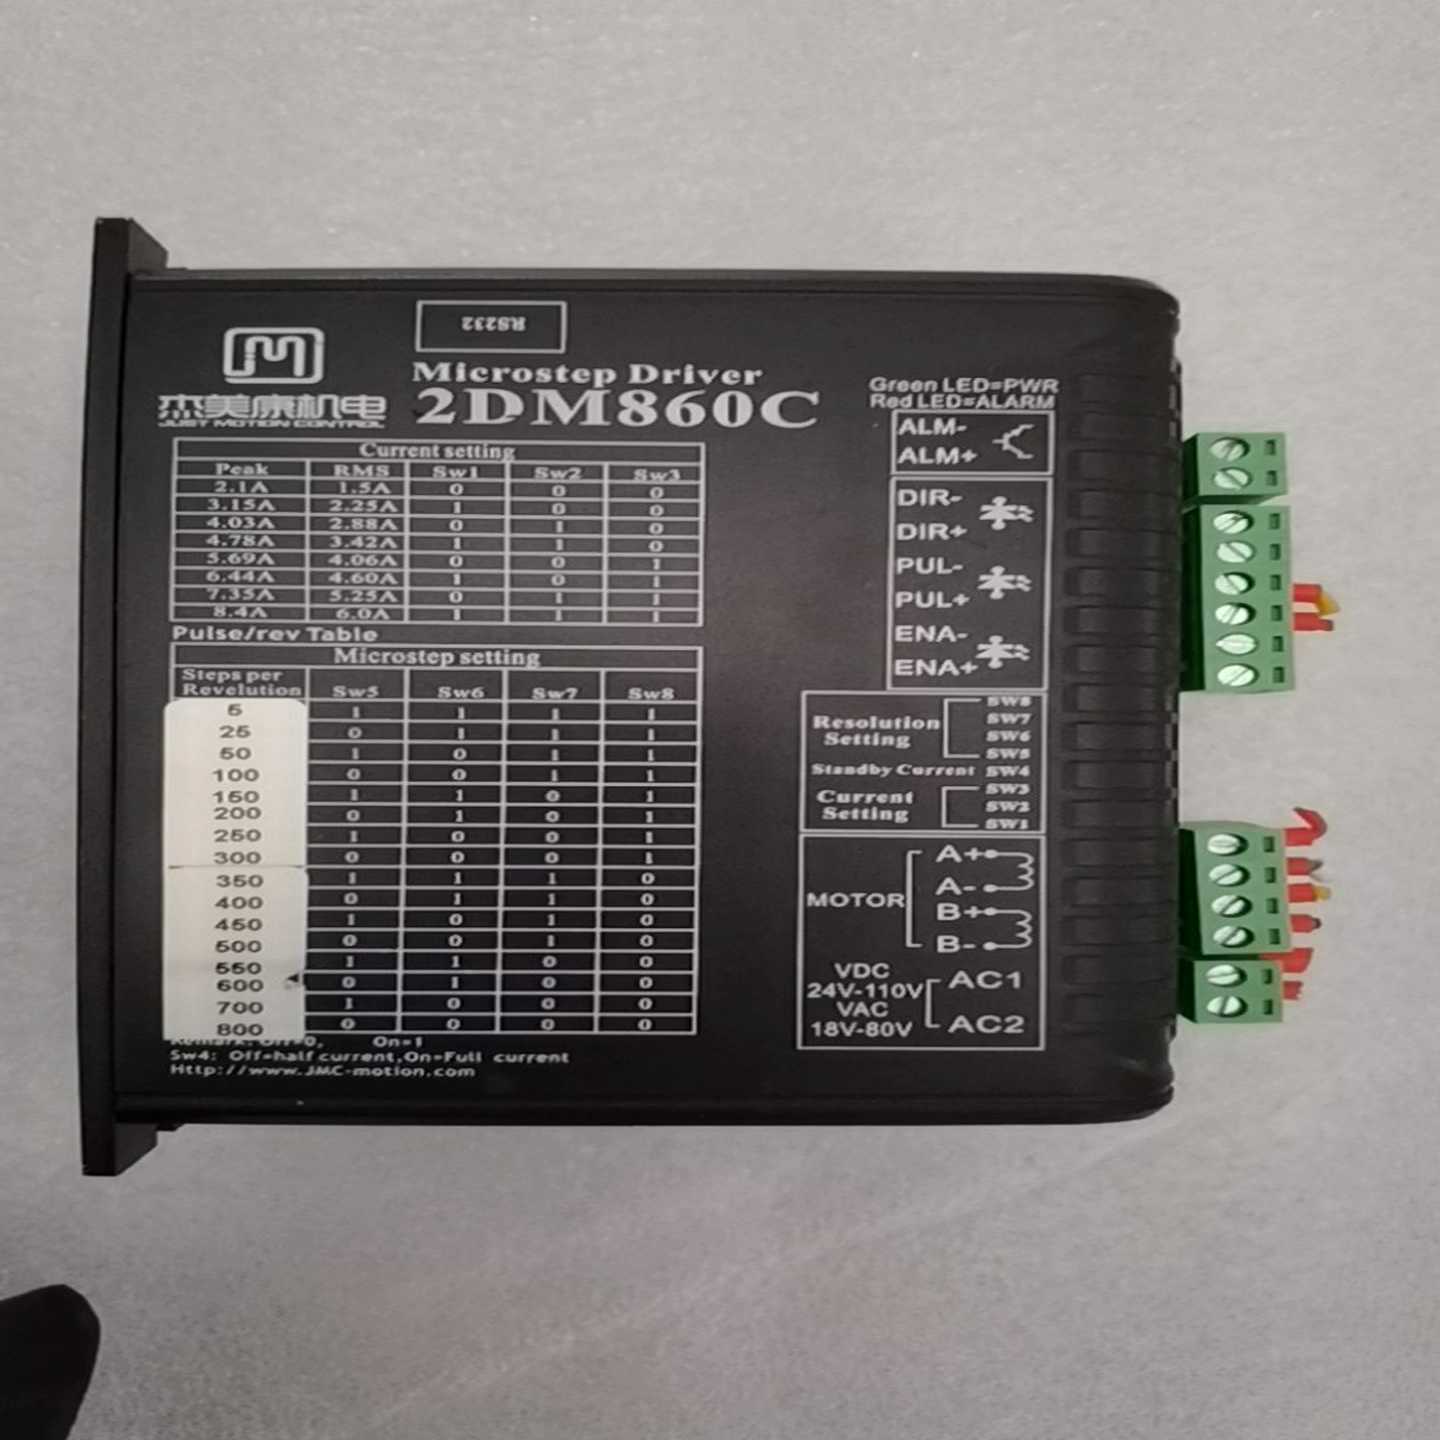 RS232
杰美康机电
JUST MOTION CONTROL
Microstep Driver
2DM860C
Current setting
Peak RMS Sw1 Sw2 Sw3
2.1A 1.5A 0 0 0
3.15A 2.25A 1 0 0
4.03A 2.88A 0 1 0
4.78A 3.42A 1 1 0
5.69A 4.06A 0 0 1
6.44A 4.60A 1 0 1
7.35A 5.25A 0 1 1
8.4A 6.0A 1 1 1
Pulse/rev Table
Microstep setting
Steps per
Revelution Sw5 Sw6 Sw7 Sw8
5 1 1 1 1
25 0 1 1 1
50 1 0 1 1
100 0 0 1 1
150 1 1 0 1
200 0 1 0 1
250 1 0 0 1
300 0 0 0 1
350 1 1 1 0
400 0 1 1 0
450 1 0 1 0
500 0 0 1 0
550 1 1 0 0
600 0 1 0 0
700 1 0 0 0
800 0 0 0 0
Remark: Off=0, On=1
Sw4: Off=half current,On=Full current
Http://www.JMC-motion.com
Green LED=PWR
Red LED=ALARM
ALM-
ALM+
DIR-
DIR+
PUL-
PUL+
ENA-
ENA+
Resolution
Setting
SW8
SW7
SW6
SW5
Standby Current SW4
Current
Setting
SW3
SW2
SW1
MOTOR
A+
A-
B+
B-
VDC
24V-110V
VAC
18V-80V
AC1
AC2